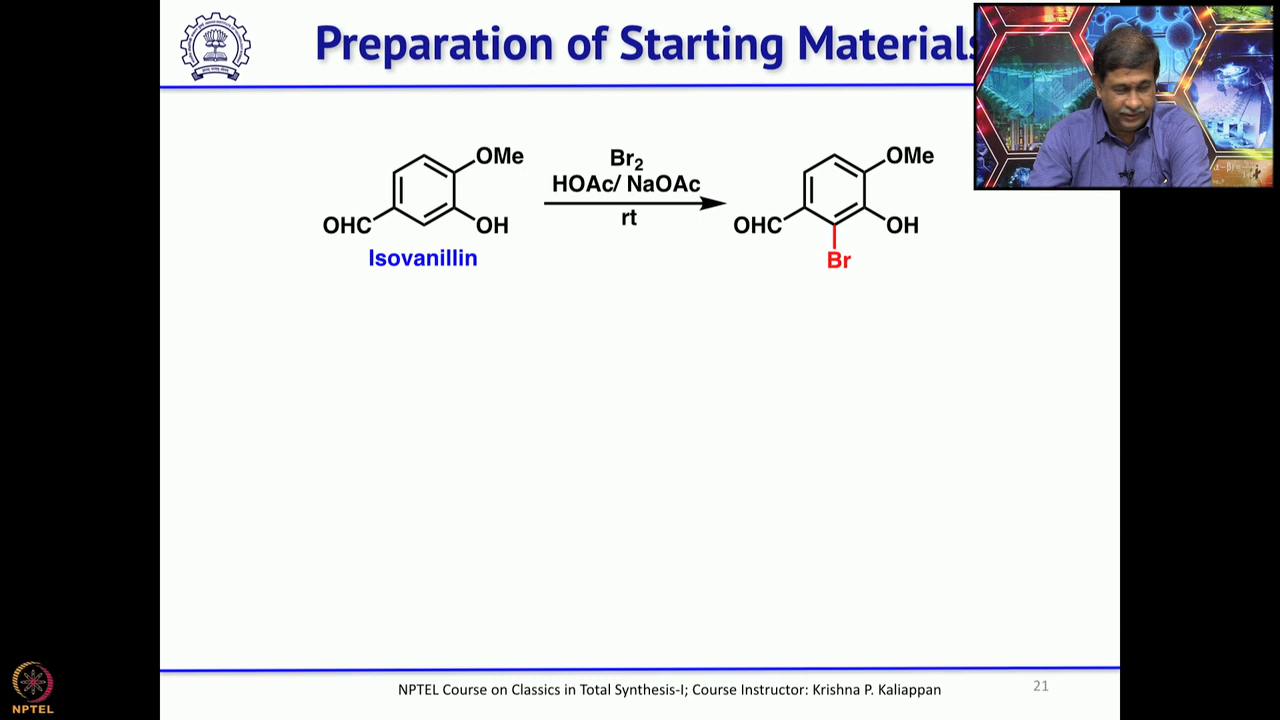 Preparation of Starting Materials
OMe
OHC
OH
Isovanillin
Br2
HOAc/ NaOAc
rt
OMe
OHC
OH
Br
NPTEL Course on Classics in Total Synthesis-I; Course Instructor: Krishna P. Kaliappan
21
NPTEL